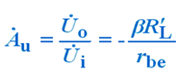 Ȧu = U̇o / U̇i = - βR′L / rbe